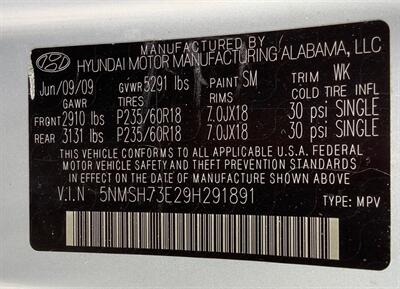 MANUFACTURED BY
HYUNDAI MOTOR MANUFACTURING ALABAMA, LLC
Jun/09/09 GVWR 5291 lbs PAINT SM TRIM WK
GAWR TIRES RIMS COLD TIRE INFL
FRONT 2910 lbs P235/60R18 7.0JX18 30 psi SINGLE
REAR 3131 lbs P235/60R18 7.0JX18 30 psi SINGLE
THIS VEHICLE CONFORMS TO ALL APPLICABLE U.S.A FEDERAL
MOTOR VEHICLE SAFETY AND THEFT PREVENTION STANDARDS
IN EFFECT ON THE DATE OF MANUFACTURE SHOWN ABOVE
V.I.N 5NMSH73E29H291891 TYPE: MPV